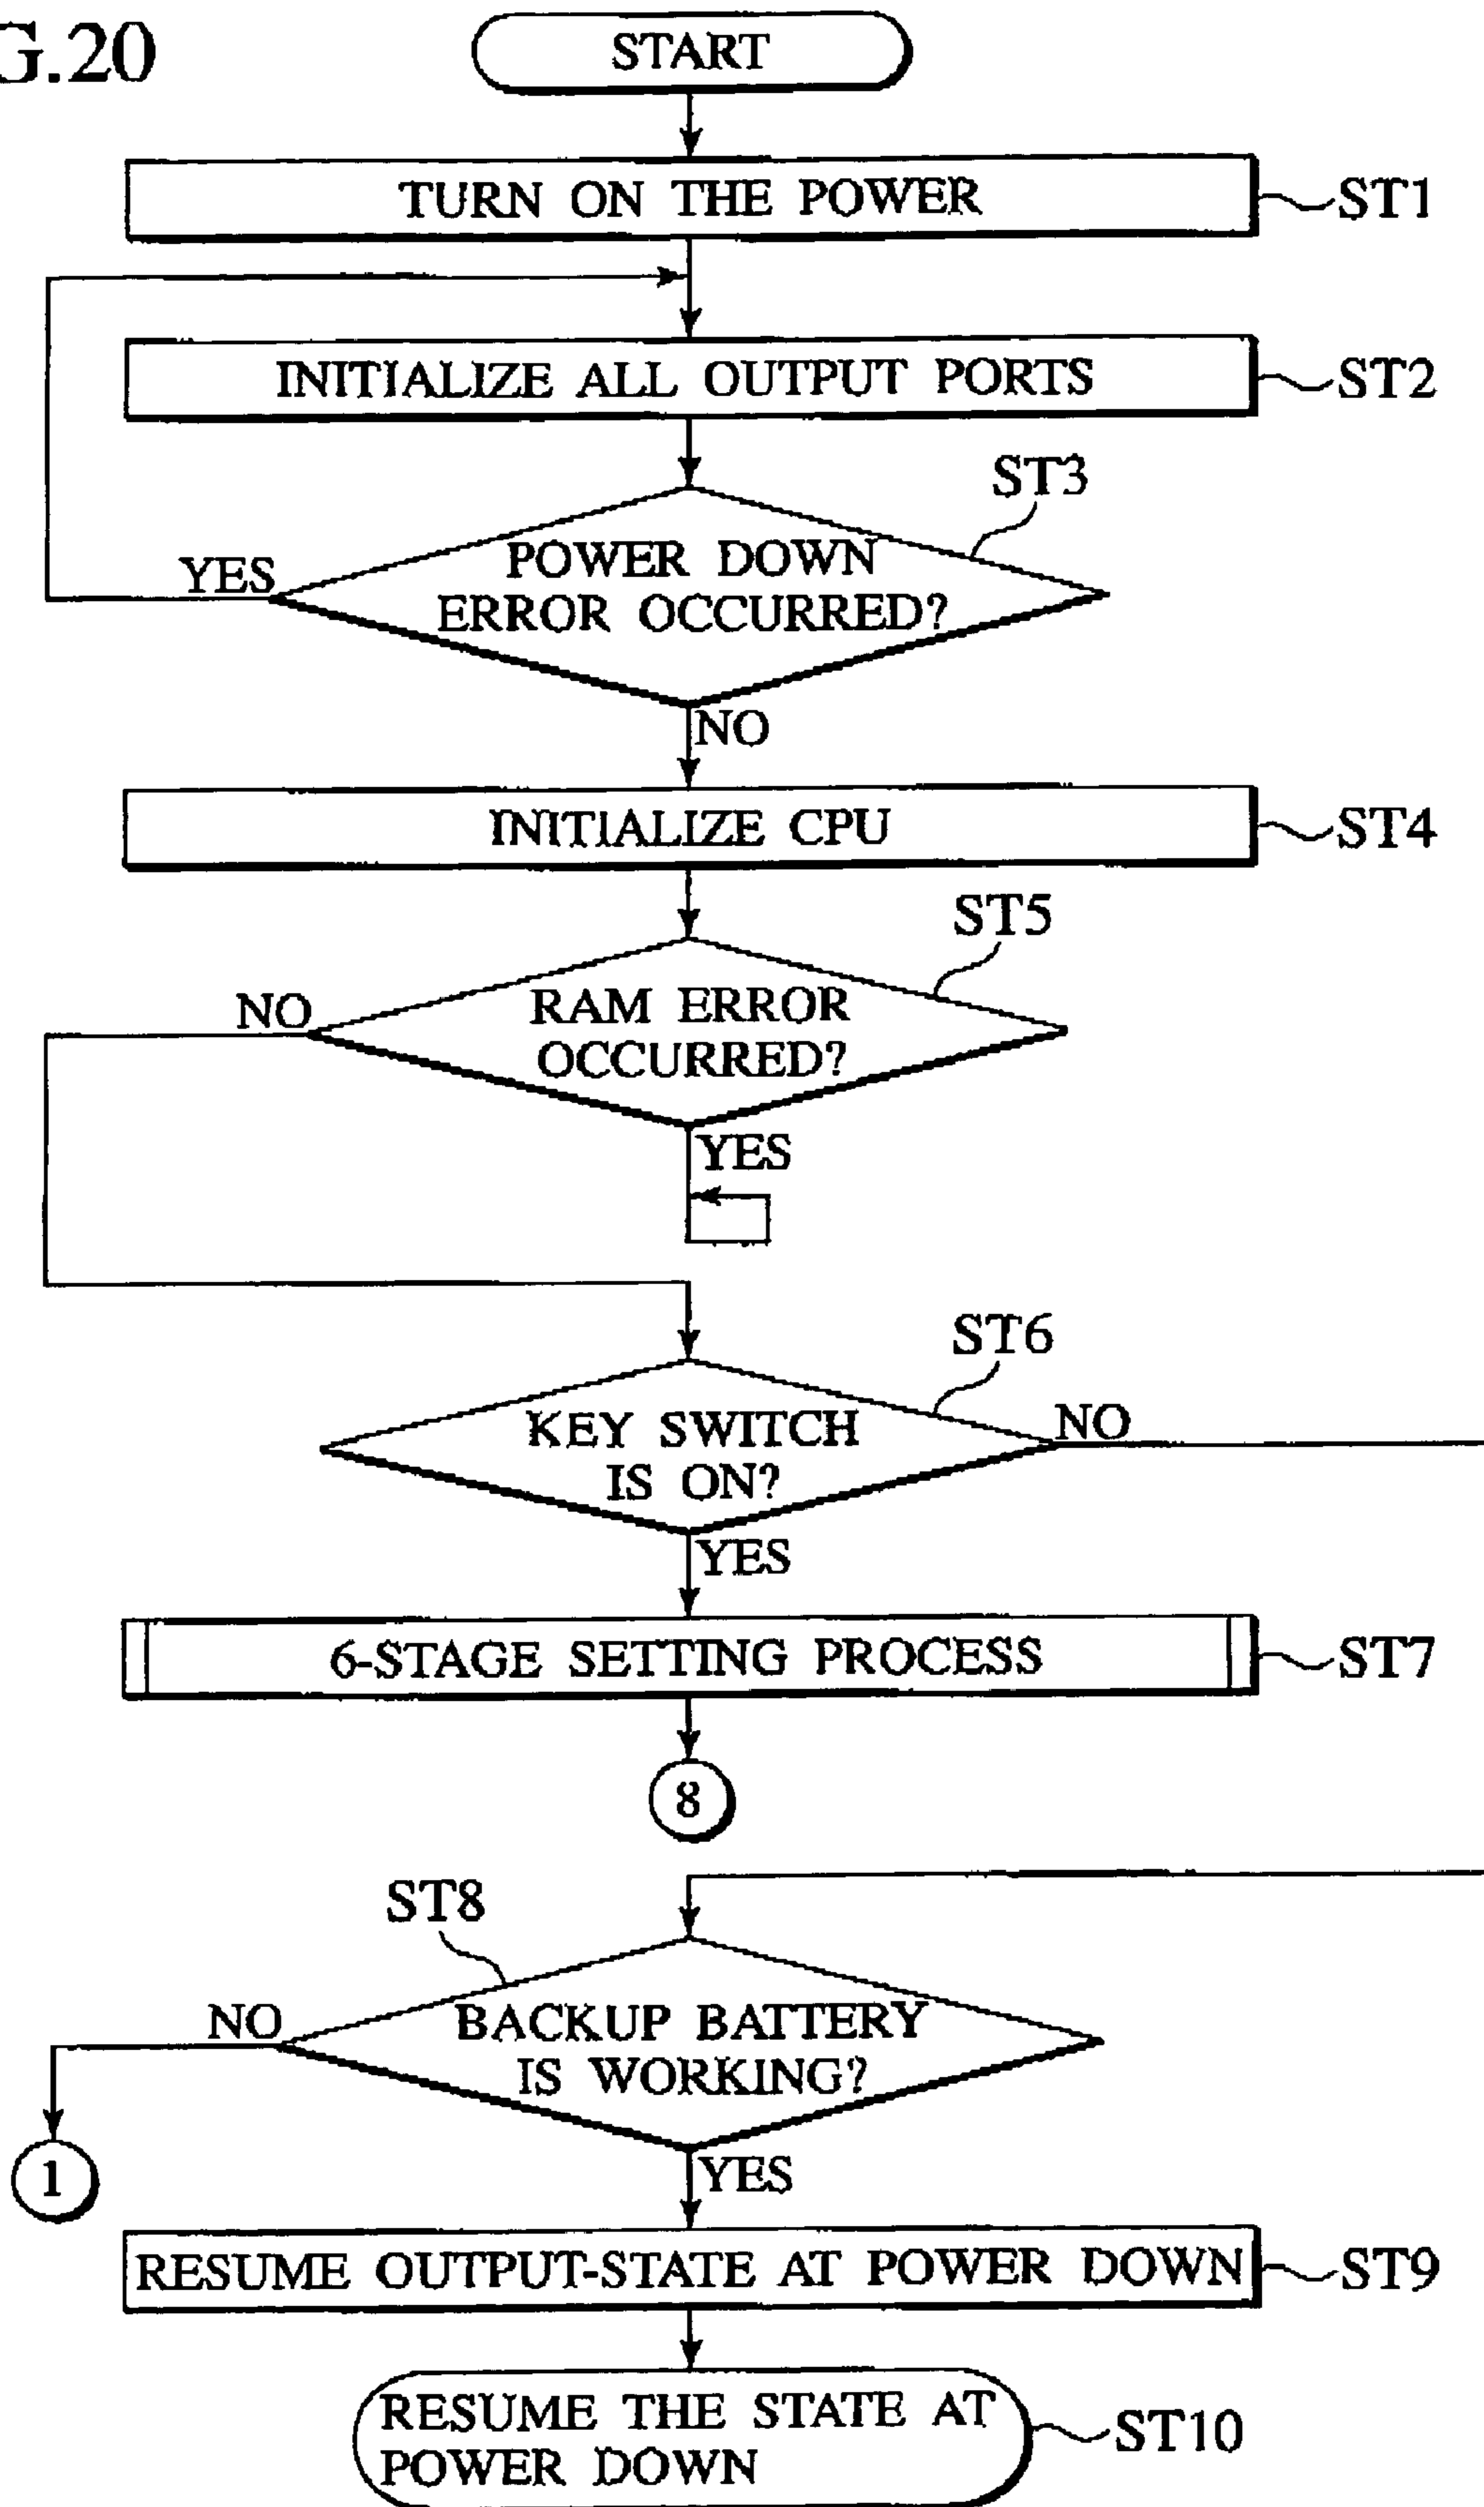 G.20
START
TURN ON THE POWER
ST1
INITIALIZE ALL OUTPUT PORTS
ST2
ST3
POWER DOWN
ERROR OCCURRED?
YES
NO
INITIALIZE CPU
ST4
ST5
RAM ERROR
OCCURRED?
NO
YES
ST6
KEY SWITCH
IS ON?
NO
YES
6-STAGE SETTING PROCESS
ST7
8
ST8
BACKUP BATTERY
IS WORKING?
NO
1
YES
RESUME OUTPUT-STATE AT POWER DOWN
ST9
RESUME THE STATE AT
POWER DOWN
ST10